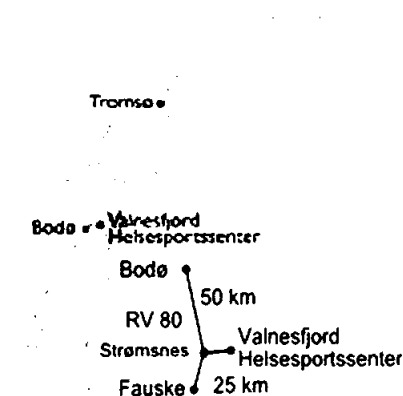 Tromsø
Bodø
Valnesfjord
Helsesportssenter
Bodø
50 km
RV 80
Strømsnes
Valnesfjord
Helsesportssenter
Fauske
25 km